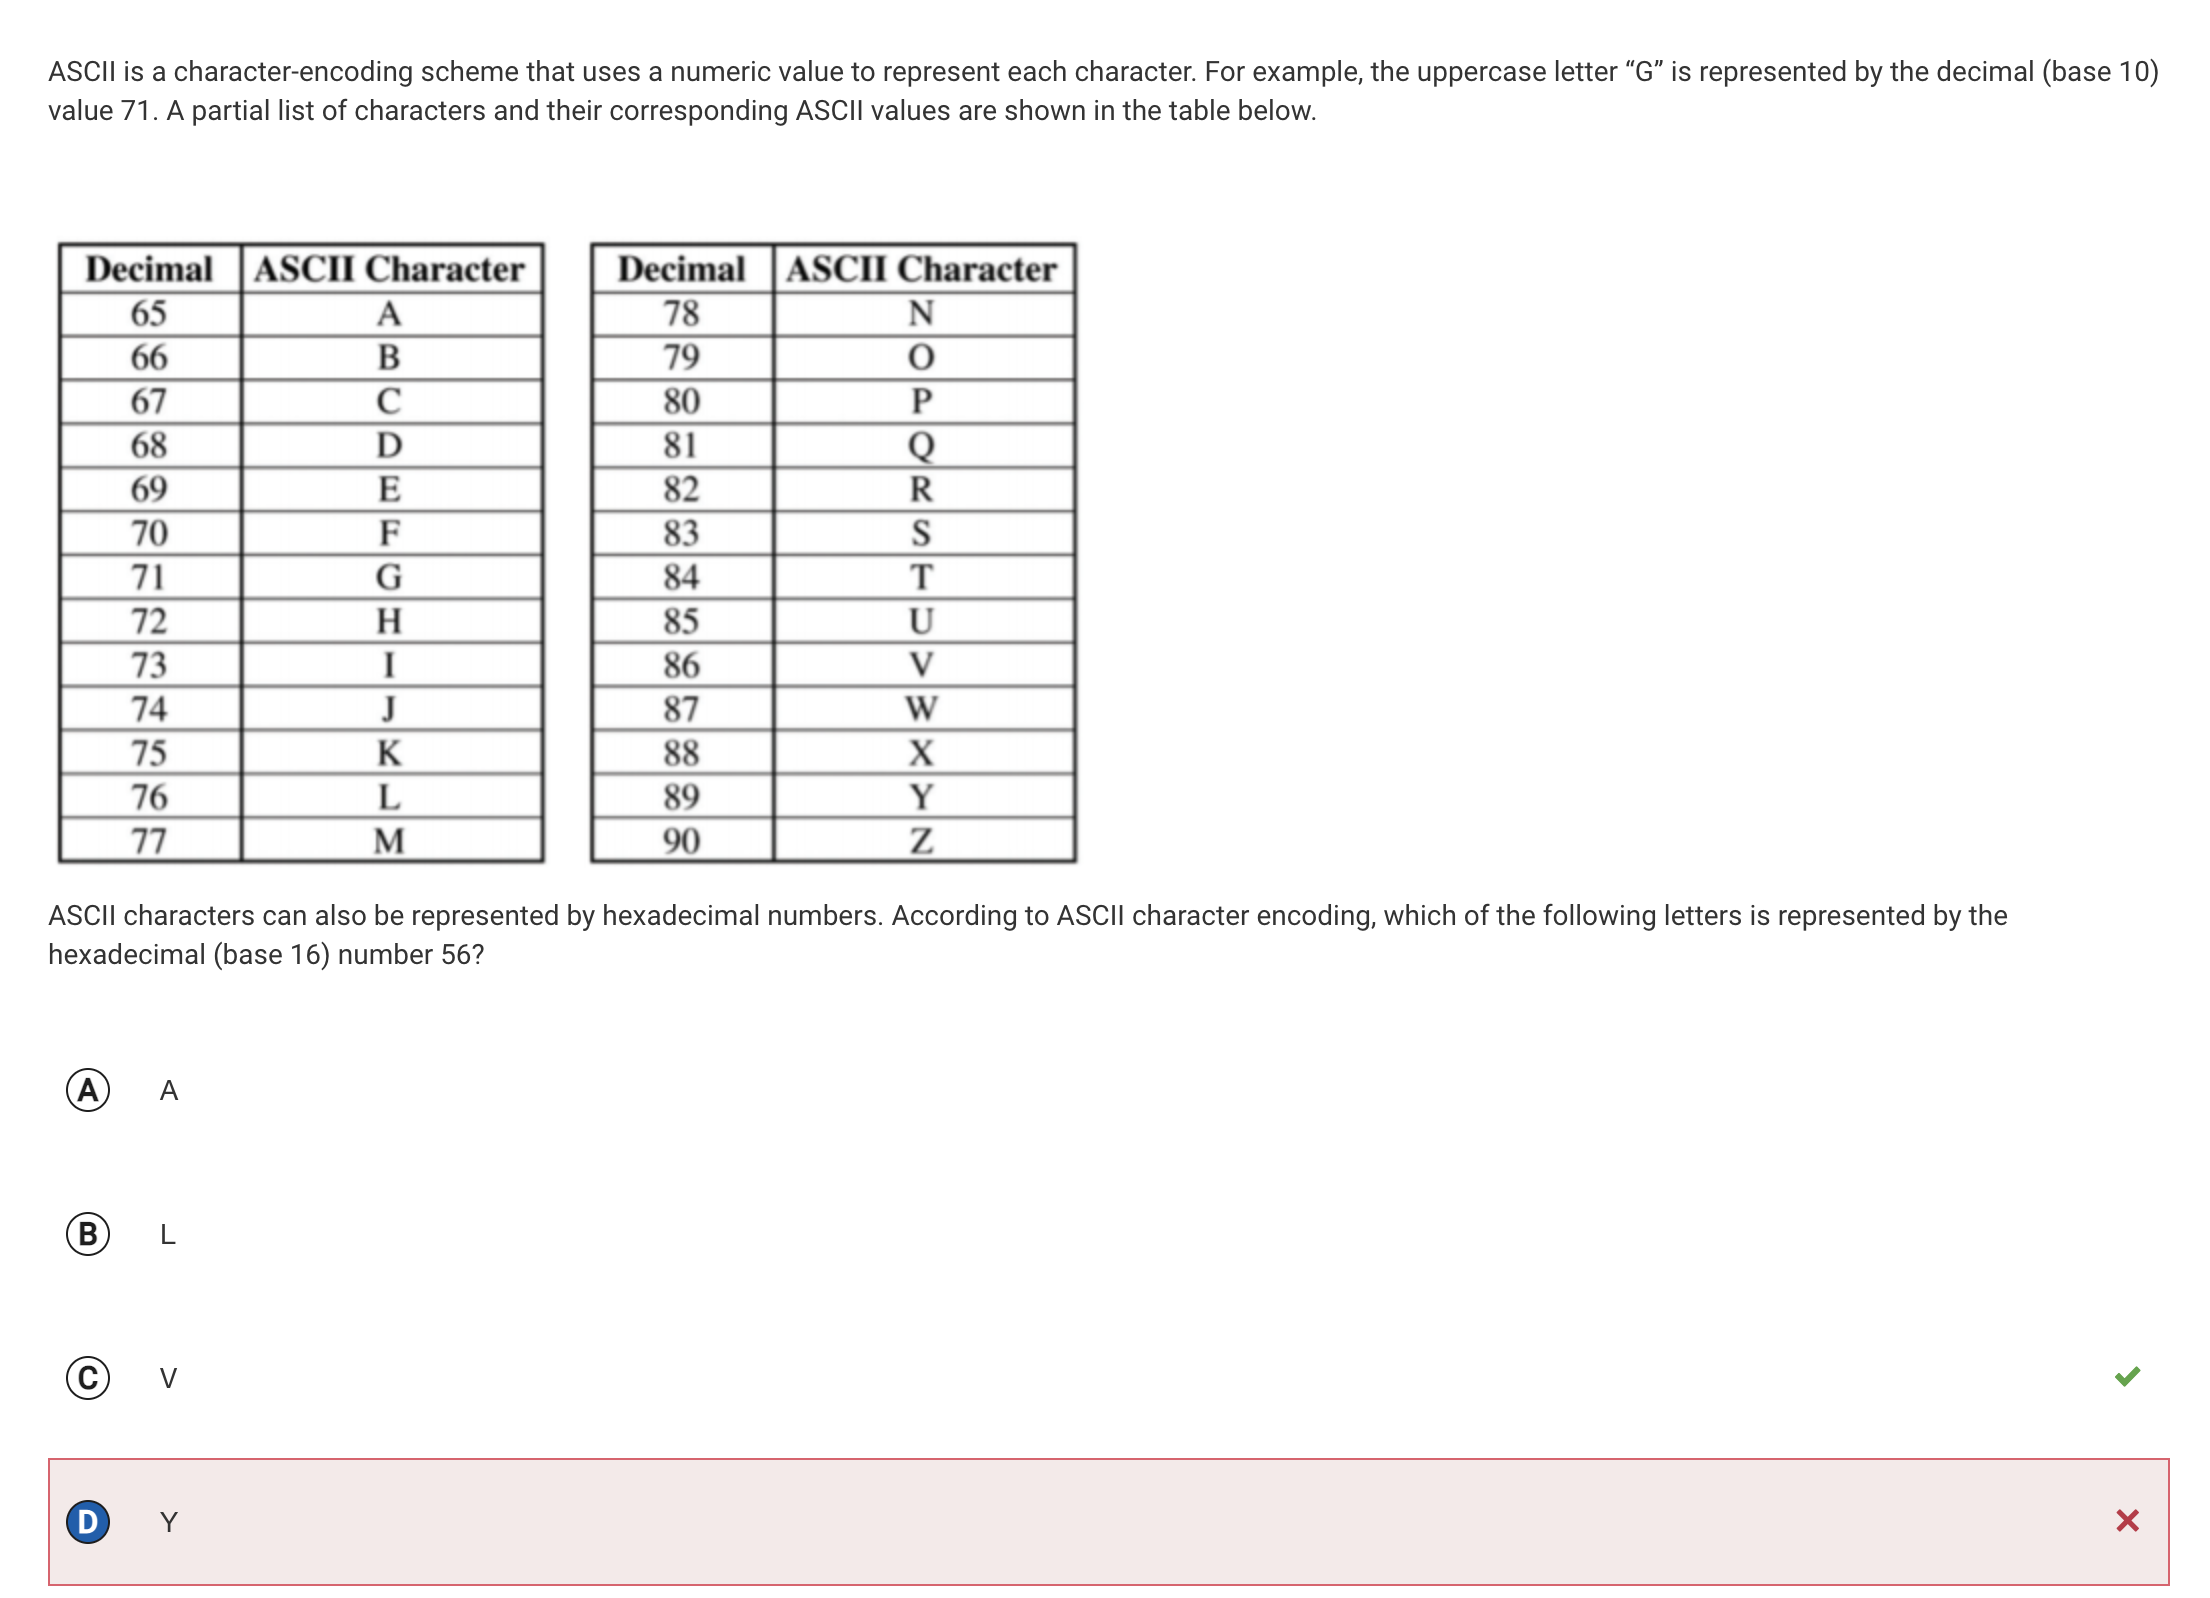 ASCII is a character-encoding scheme that uses a numeric value to represent each character. For example, the uppercase letter “G” is represented by the decimal (base 10)
value 71. A partial list of characters and their corresponding ASCII values are shown in the table below.
Decimal ASCII Character Decimal ASCII Character
65 A 78 N
66 B 79 O
67 C 80 P
68 D 81 Q
69 E 82 R
70 F 83 S
71 G 84 T
72 H 85 U
73 I 86 V
74 J 87 W
75 K 88 X
76 L 89 Y
77 M 90 Z
ASCII characters can also be represented by hexadecimal numbers. According to ASCII character encoding, which of the following letters is represented by the
hexadecimal (base 16) number 56?
A A
B L
C V
D Y